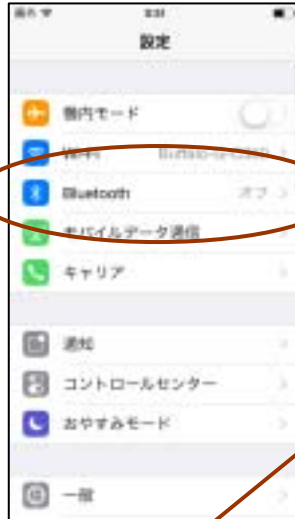 設定
機内モード
Wi-Fi
Bluetooth オフ
モバイルデータ通信
キャリア
通知
コントロールセンター
おやすみモード
一般